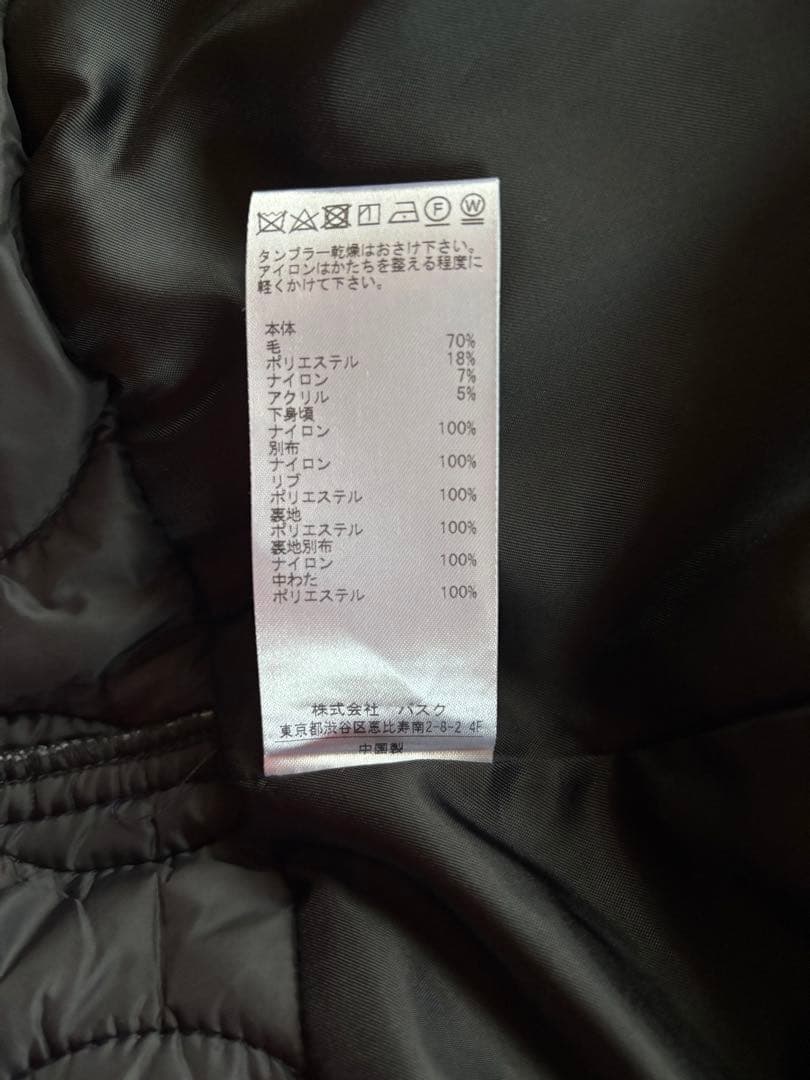 F W
タンブラー乾燥はおさけ下さい。
アイロンはかたちを整える程度に
軽くかけて下さい。
本体
毛 70%
ポリエステル 18%
ナイロン 7%
アクリル 5%
下身頃
ナイロン 100%
別布
ナイロン 100%
リブ
ポリエステル 100%
裏地
ポリエステル 100%
裏地別布
ナイロン 100%
中わた
ポリエステル 100%
株式会社 バスク
東京都渋谷区恵比寿南2-8-2 4F
中国製